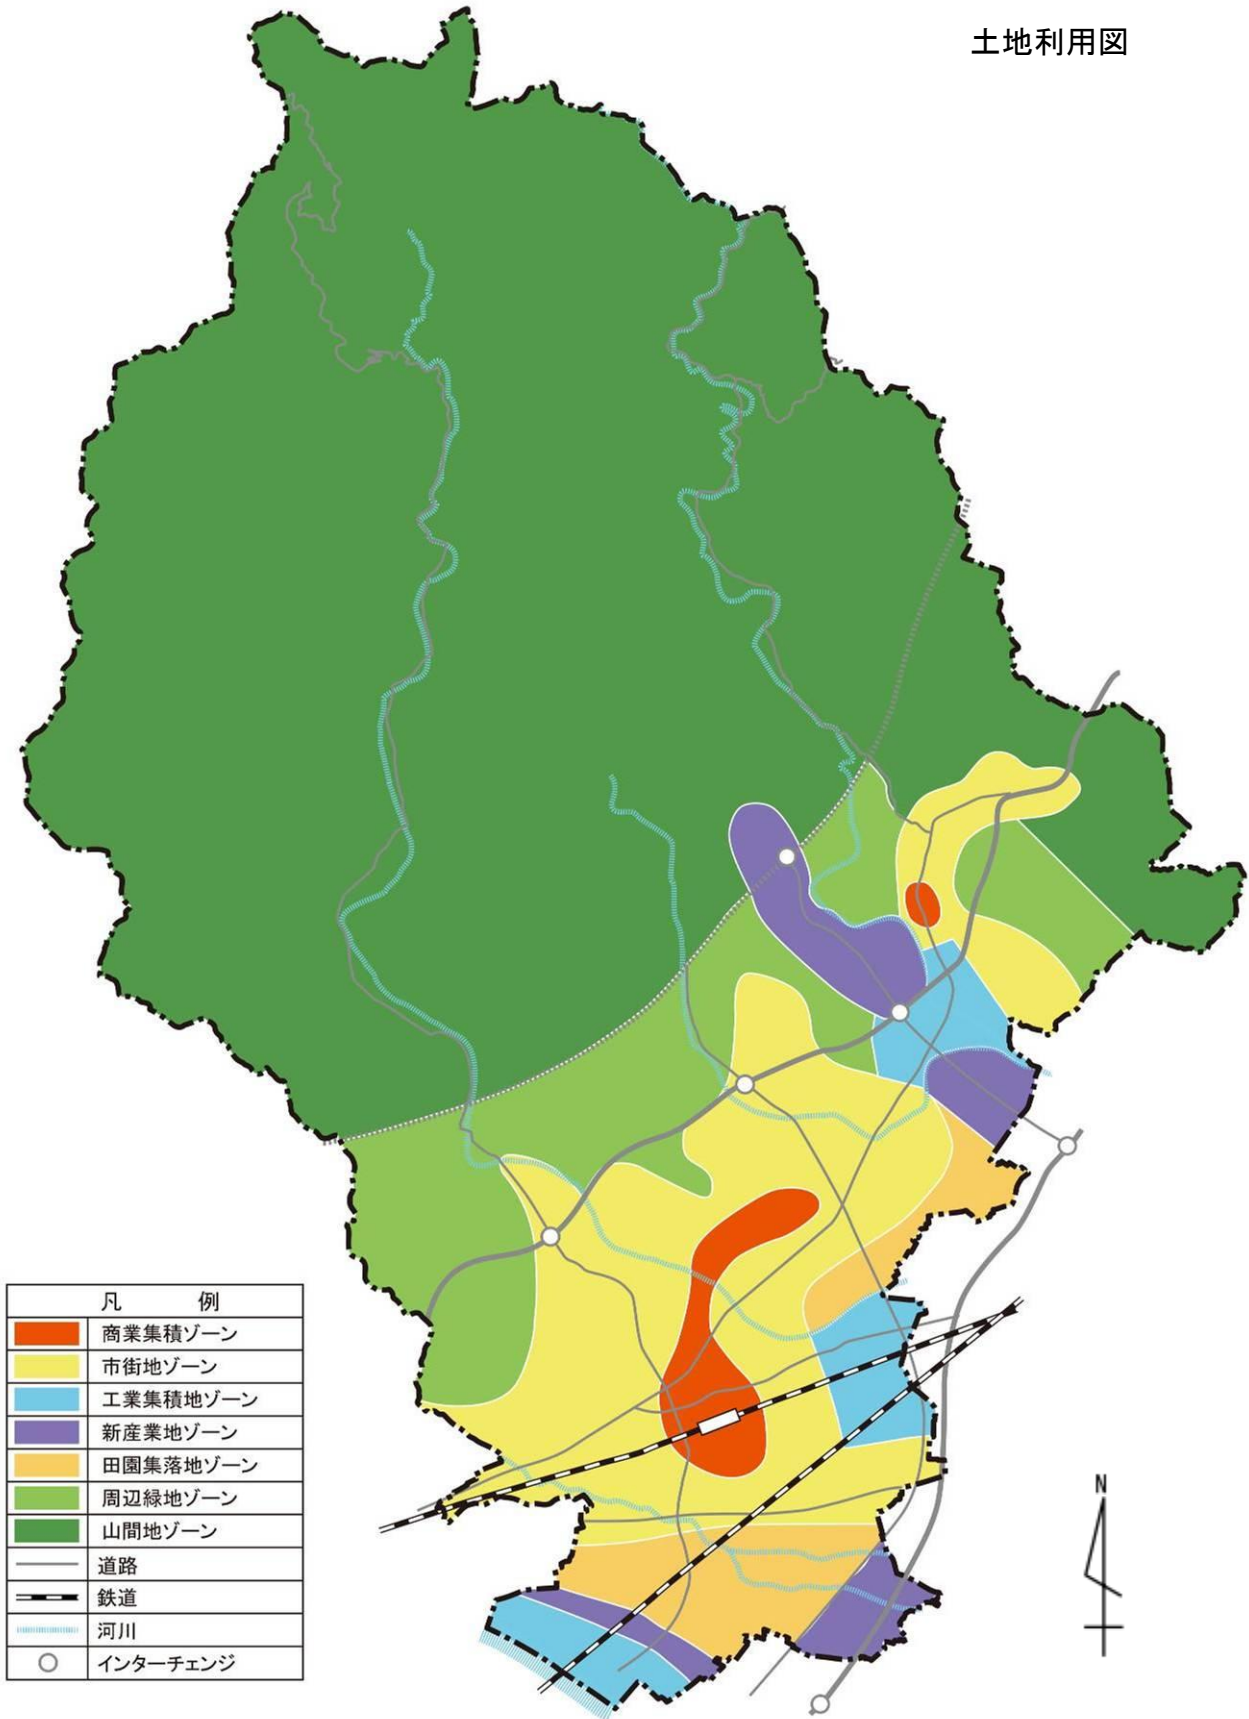 土地利用図
凡 例
商業集積ゾーン
市街地ゾーン
工業集積地ゾーン
新産業地ゾーン
田園集落地ゾーン
周辺緑地ゾーン
山間地ゾーン
道路
鉄道
河川
インターチェンジ
N